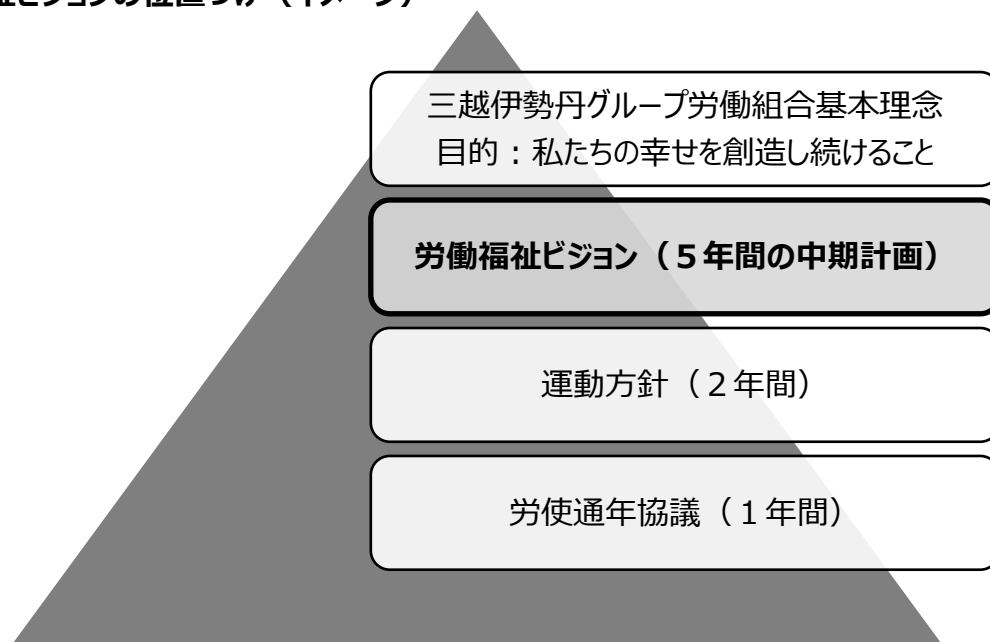 ビジョンの位置づけ（イメージ）
三越伊勢丹グループ労働組合基本理念
目的：私たちの幸せを創造し続けること
労働福祉ビジョン（５年間の中期計画）
運動方針（２年間）
労使通年協議（１年間）